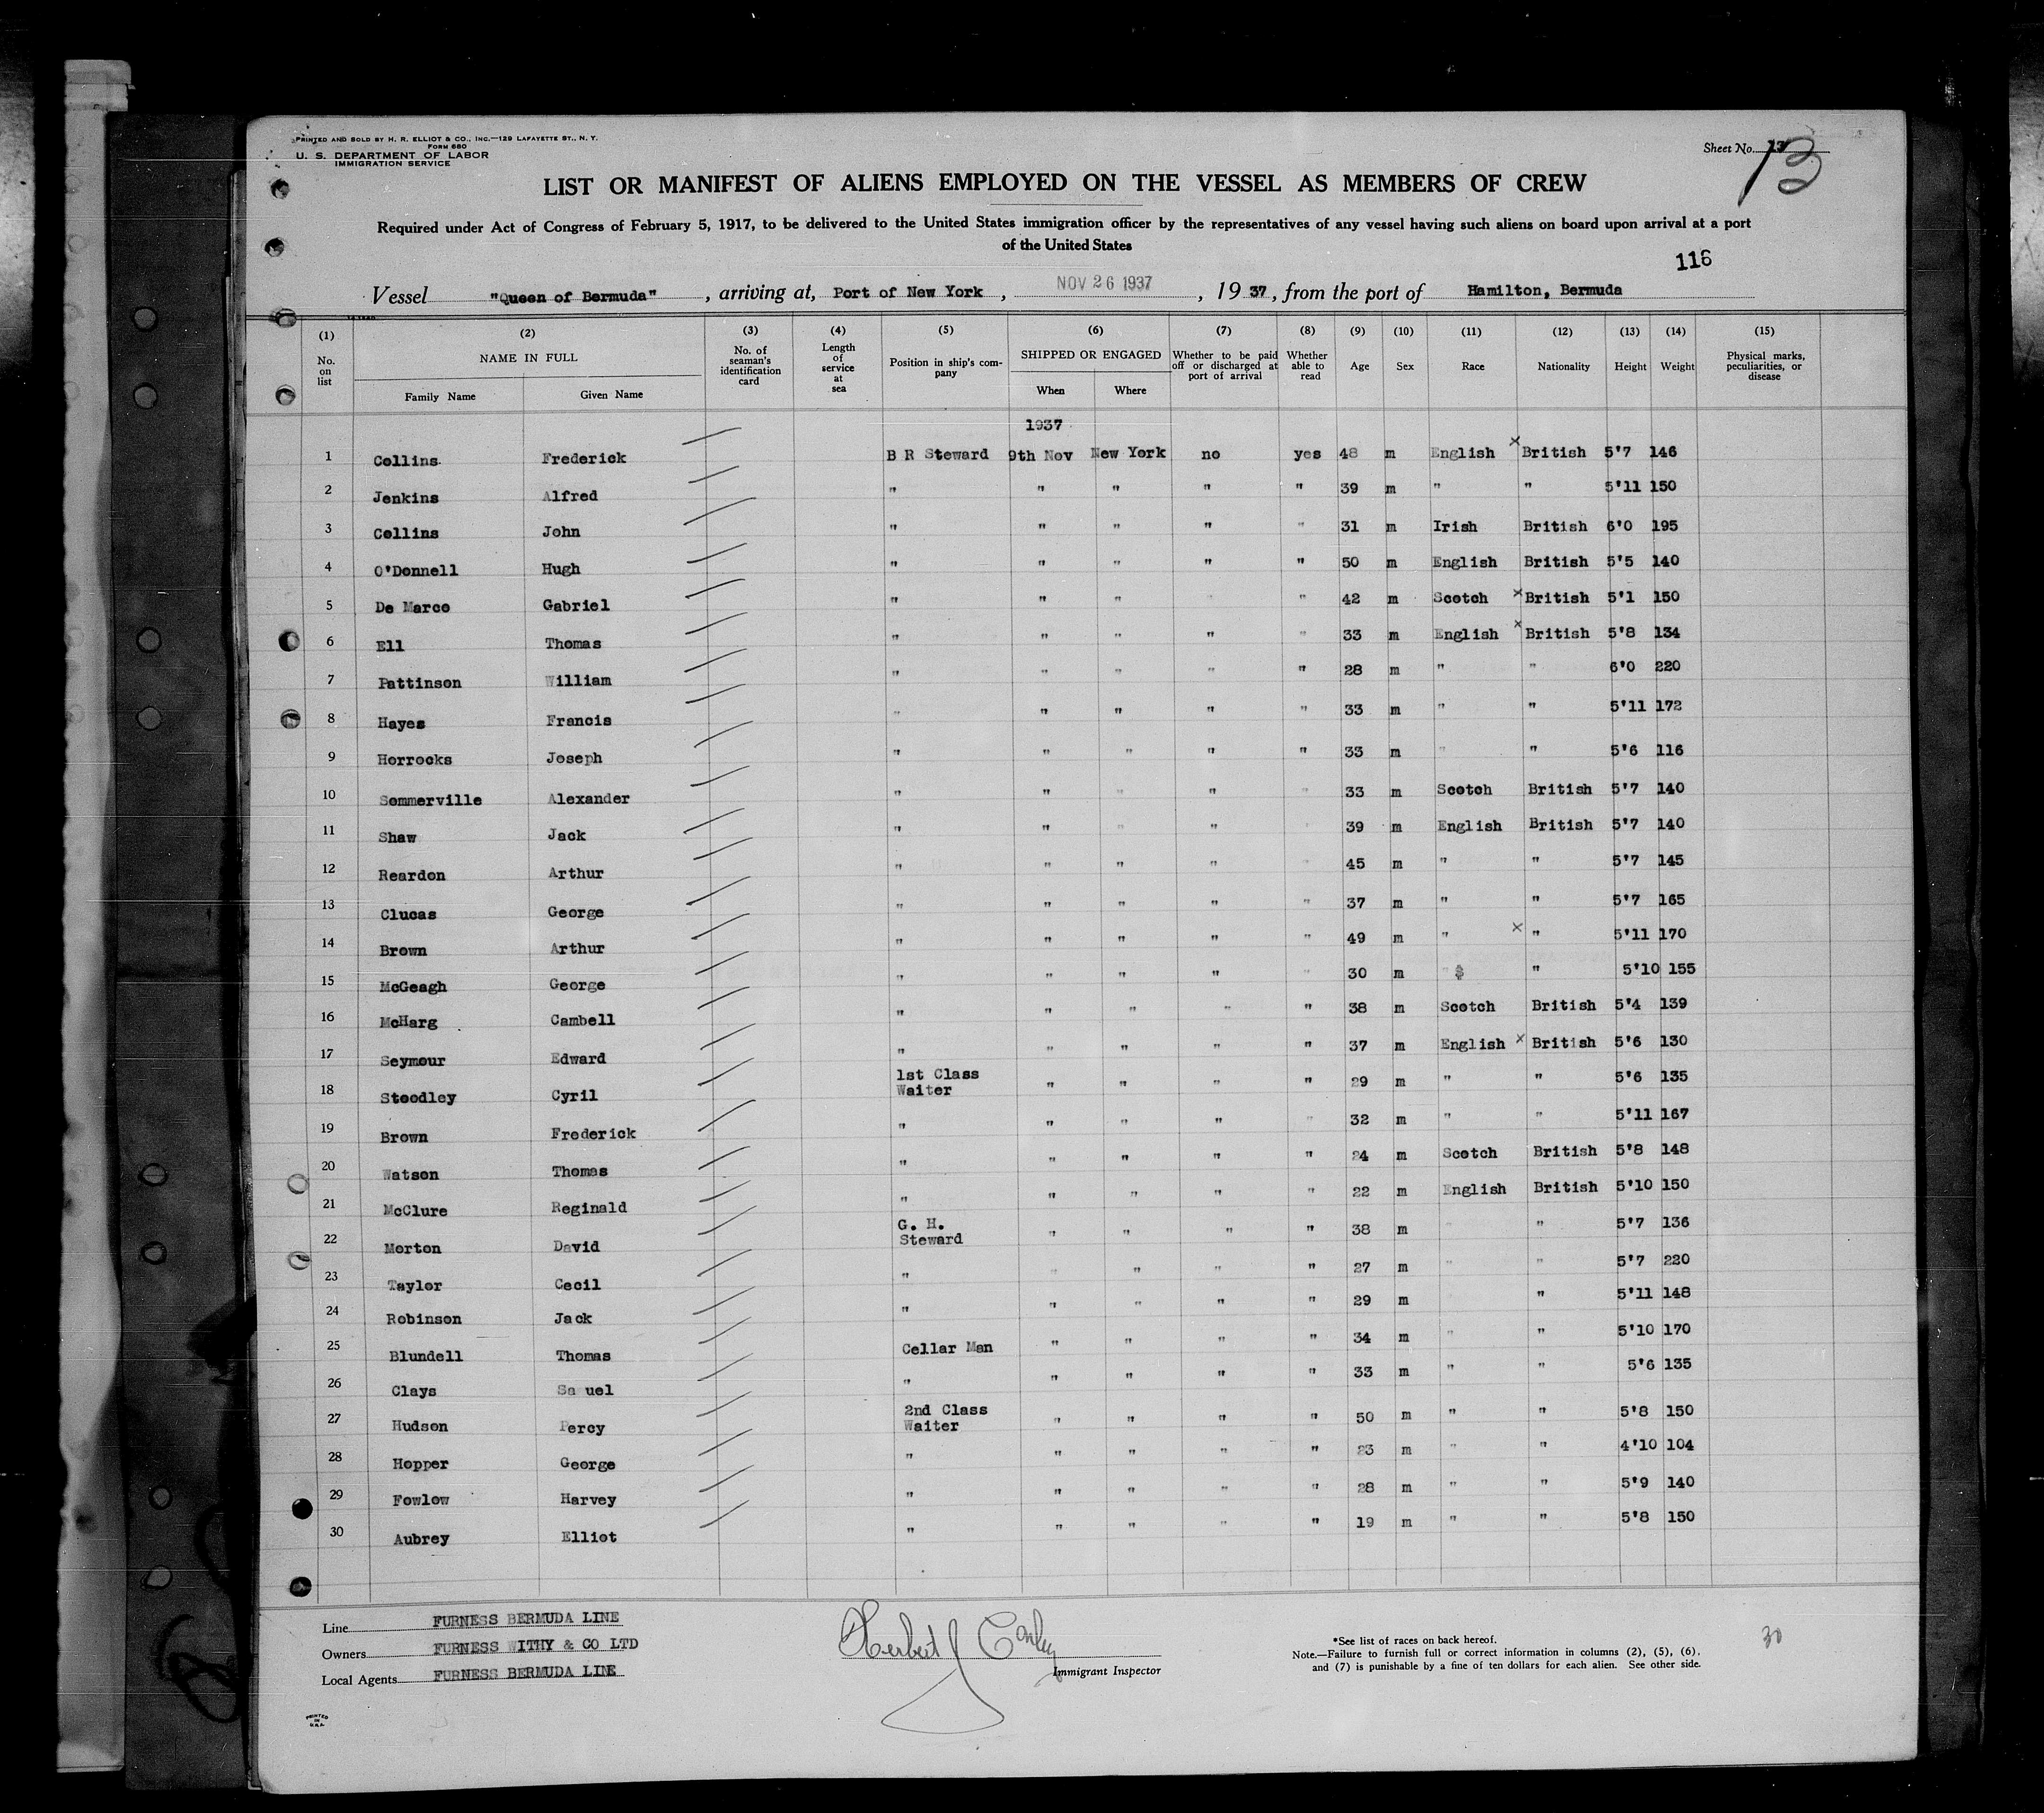 PRINTED AND SOLD BY H. R. ELLIOT & CO., INC.—129 LAFAYETTE ST., N. Y.
FORM 680
U. S. DEPARTMENT OF LABOR
IMMIGRATION SERVICE
Sheet No. 13
13
LIST OR MANIFEST OF ALIENS EMPLOYED ON THE VESSEL AS MEMBERS OF CREW
Required under Act of Congress of February 5, 1917, to be delivered to the United States immigration officer by the representatives of any vessel having such aliens on board upon arrival at a port
of the United States
116
Vessel "Queen of Bermuda", arriving at, Port of New York, NOV 26 1937, 1937, from the port of Hamilton, Bermuda
(1) (2) (3) (4) (5) (6) (7) (8) (9) (10) (11) (12) (13) (14) (15)
No. on list NAME IN FULL Family Name Given Name No. of seaman's identification card Length of service at sea Position in ship's company SHIPPED OR ENGAGED When Where Whether to be paid off or discharged at port of arrival Whether able to read Age Sex Race Nationality Height Weight Physical marks, peculiarities, or disease
1937
1 Collins Frederick B R Steward 9th Nov New York no yes 48 m English x British 5'7 146
2 Jenkins Alfred " " " " " 39 m " " 5'11 150
3 Collins John " " " " " 31 m Irish British 6'0 195
4 O'Donnell Hugh " " " " " 50 m English British 5'5 140
5 De Marco Gabriel " " " " " 42 m Scotch x British 5'1 150
6 Ell Thomas " " " " " 33 m English x British 5'8 134
7 Pattinson William " " " " " 28 m " " 6'0 220
8 Hayes Francis " " " " " 33 m " " 5'11 172
9 Horrocks Joseph " " " " " 33 m " " 5'6 116
10 Sommerville Alexander " " " " " 33 m Scotch British 5'7 140
11 Shaw Jack " " " " " 39 m English British 5'7 140
12 Reardon Arthur " " " " " 45 m " " 5'7 145
13 Clucas George " " " " " 37 m " " 5'7 165
14 Brown Arthur " " " " " 49 m " x " 5'11 170
15 McGeagh George " " " " " 30 m " " 5'10 155
16 McHarg Cambell " " " " " 38 m Scotch British 5'4 139
17 Seymour Edward " " " " " 37 m English x British 5'6 130
18 Stoodley Cyril 1st Class Waiter " " " " 29 m " " 5'6 135
19 Brown Frederick " " " " " 32 m " " 5'11 167
20 Watson Thomas " " " " " 24 m Scotch British 5'8 148
21 McClure Reginald " " " " " 22 m English British 5'10 150
22 Morton David G. H. Steward " " " " 38 m " " 5'7 136
23 Taylor Cecil " " " " " 27 m " " 5'7 220
24 Robinson Jack " " " " " 29 m " 5'11 148
25 Blundell Thomas Cellar Man " " " " 34 m " " 5'10 170
26 Clays Sa uel " " " " " 33 m " " 5'6 135
27 Hudson Percy 2nd Class Waiter " " " " 50 m " " 5'8 150
28 Hopper George " " " " " 23 m " " 4'10 104
29 Fowlow Harvey " " " " " 28 m " " 5'9 140
30 Aubrey Elliot " " " " " 19 m " " 5'8 150
Line FURNESS BERMUDA LINE
Owners FURNESS WITHY & CO LTD
Local Agents FURNESS BERMUDA LINE
Herbert J Conley
Immigrant Inspector
*See list of races on back hereof.
Note.—Failure to furnish full or correct information in columns (2), (5), (6),
and (7) is punishable by a fine of ten dollars for each alien. See other side.
30
PRINTED
IN
U.S.A.